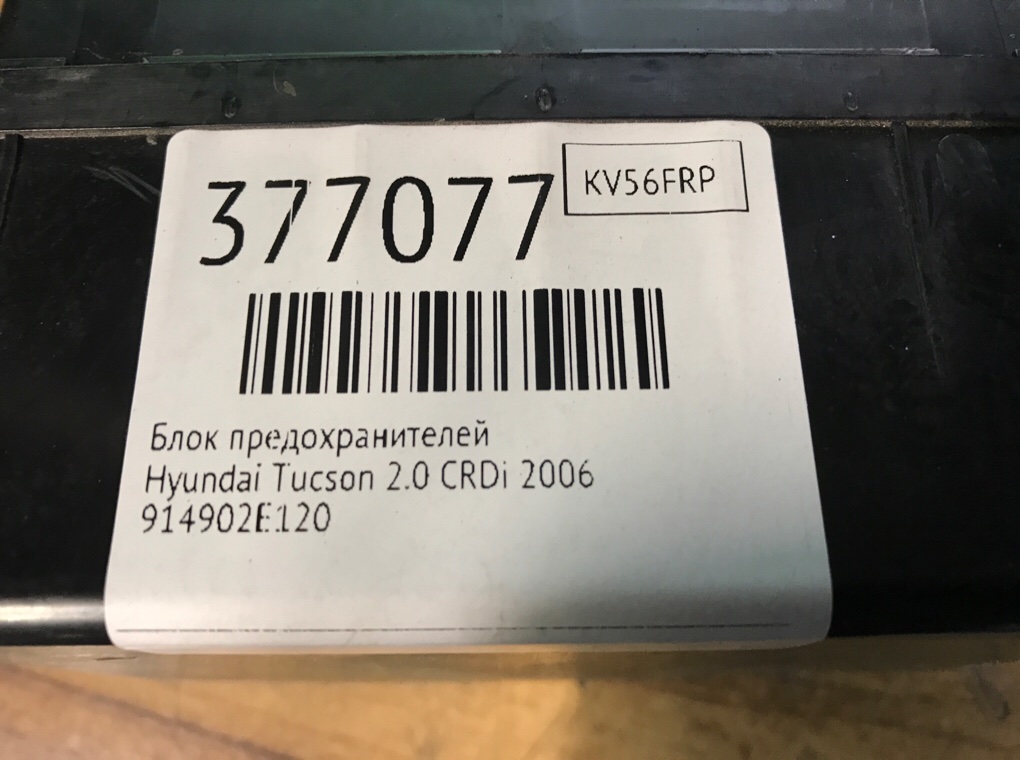 377077
KV56FRP
Блок предохранителей
Hyundai Tucson 2.0 CRDi 2006
914902E120